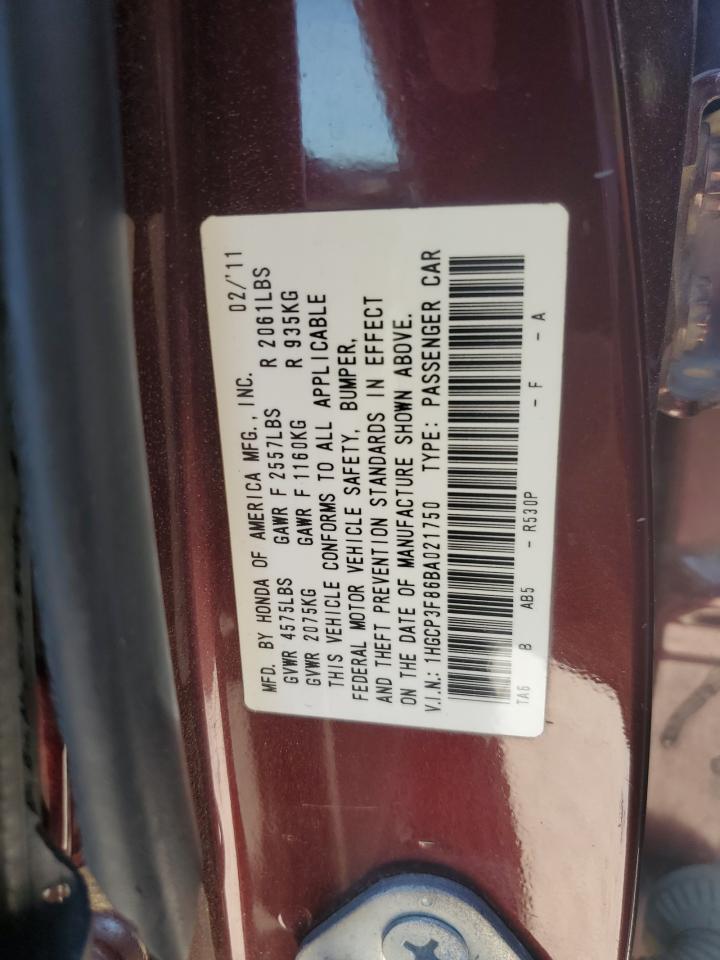 MFD. BY HONDA OF AMERICA MFG., INC. 02/'11
GVWR 4575LBS GAWR F 2557LBS R 2061LBS
GVWR 2075KG GAWR F 1160KG R 935KG
THIS VEHICLE CONFORMS TO ALL APPLICABLE
FEDERAL MOTOR VEHICLE SAFETY, BUMPER,
AND THEFT PREVENTION STANDARDS IN EFFECT
ON THE DATE OF MANUFACTURE SHOWN ABOVE.
V.I.N.: 1HGCP3F86BA021750 TYPE: PASSENGER CAR
TA6 B AB5 - R530P - F - A